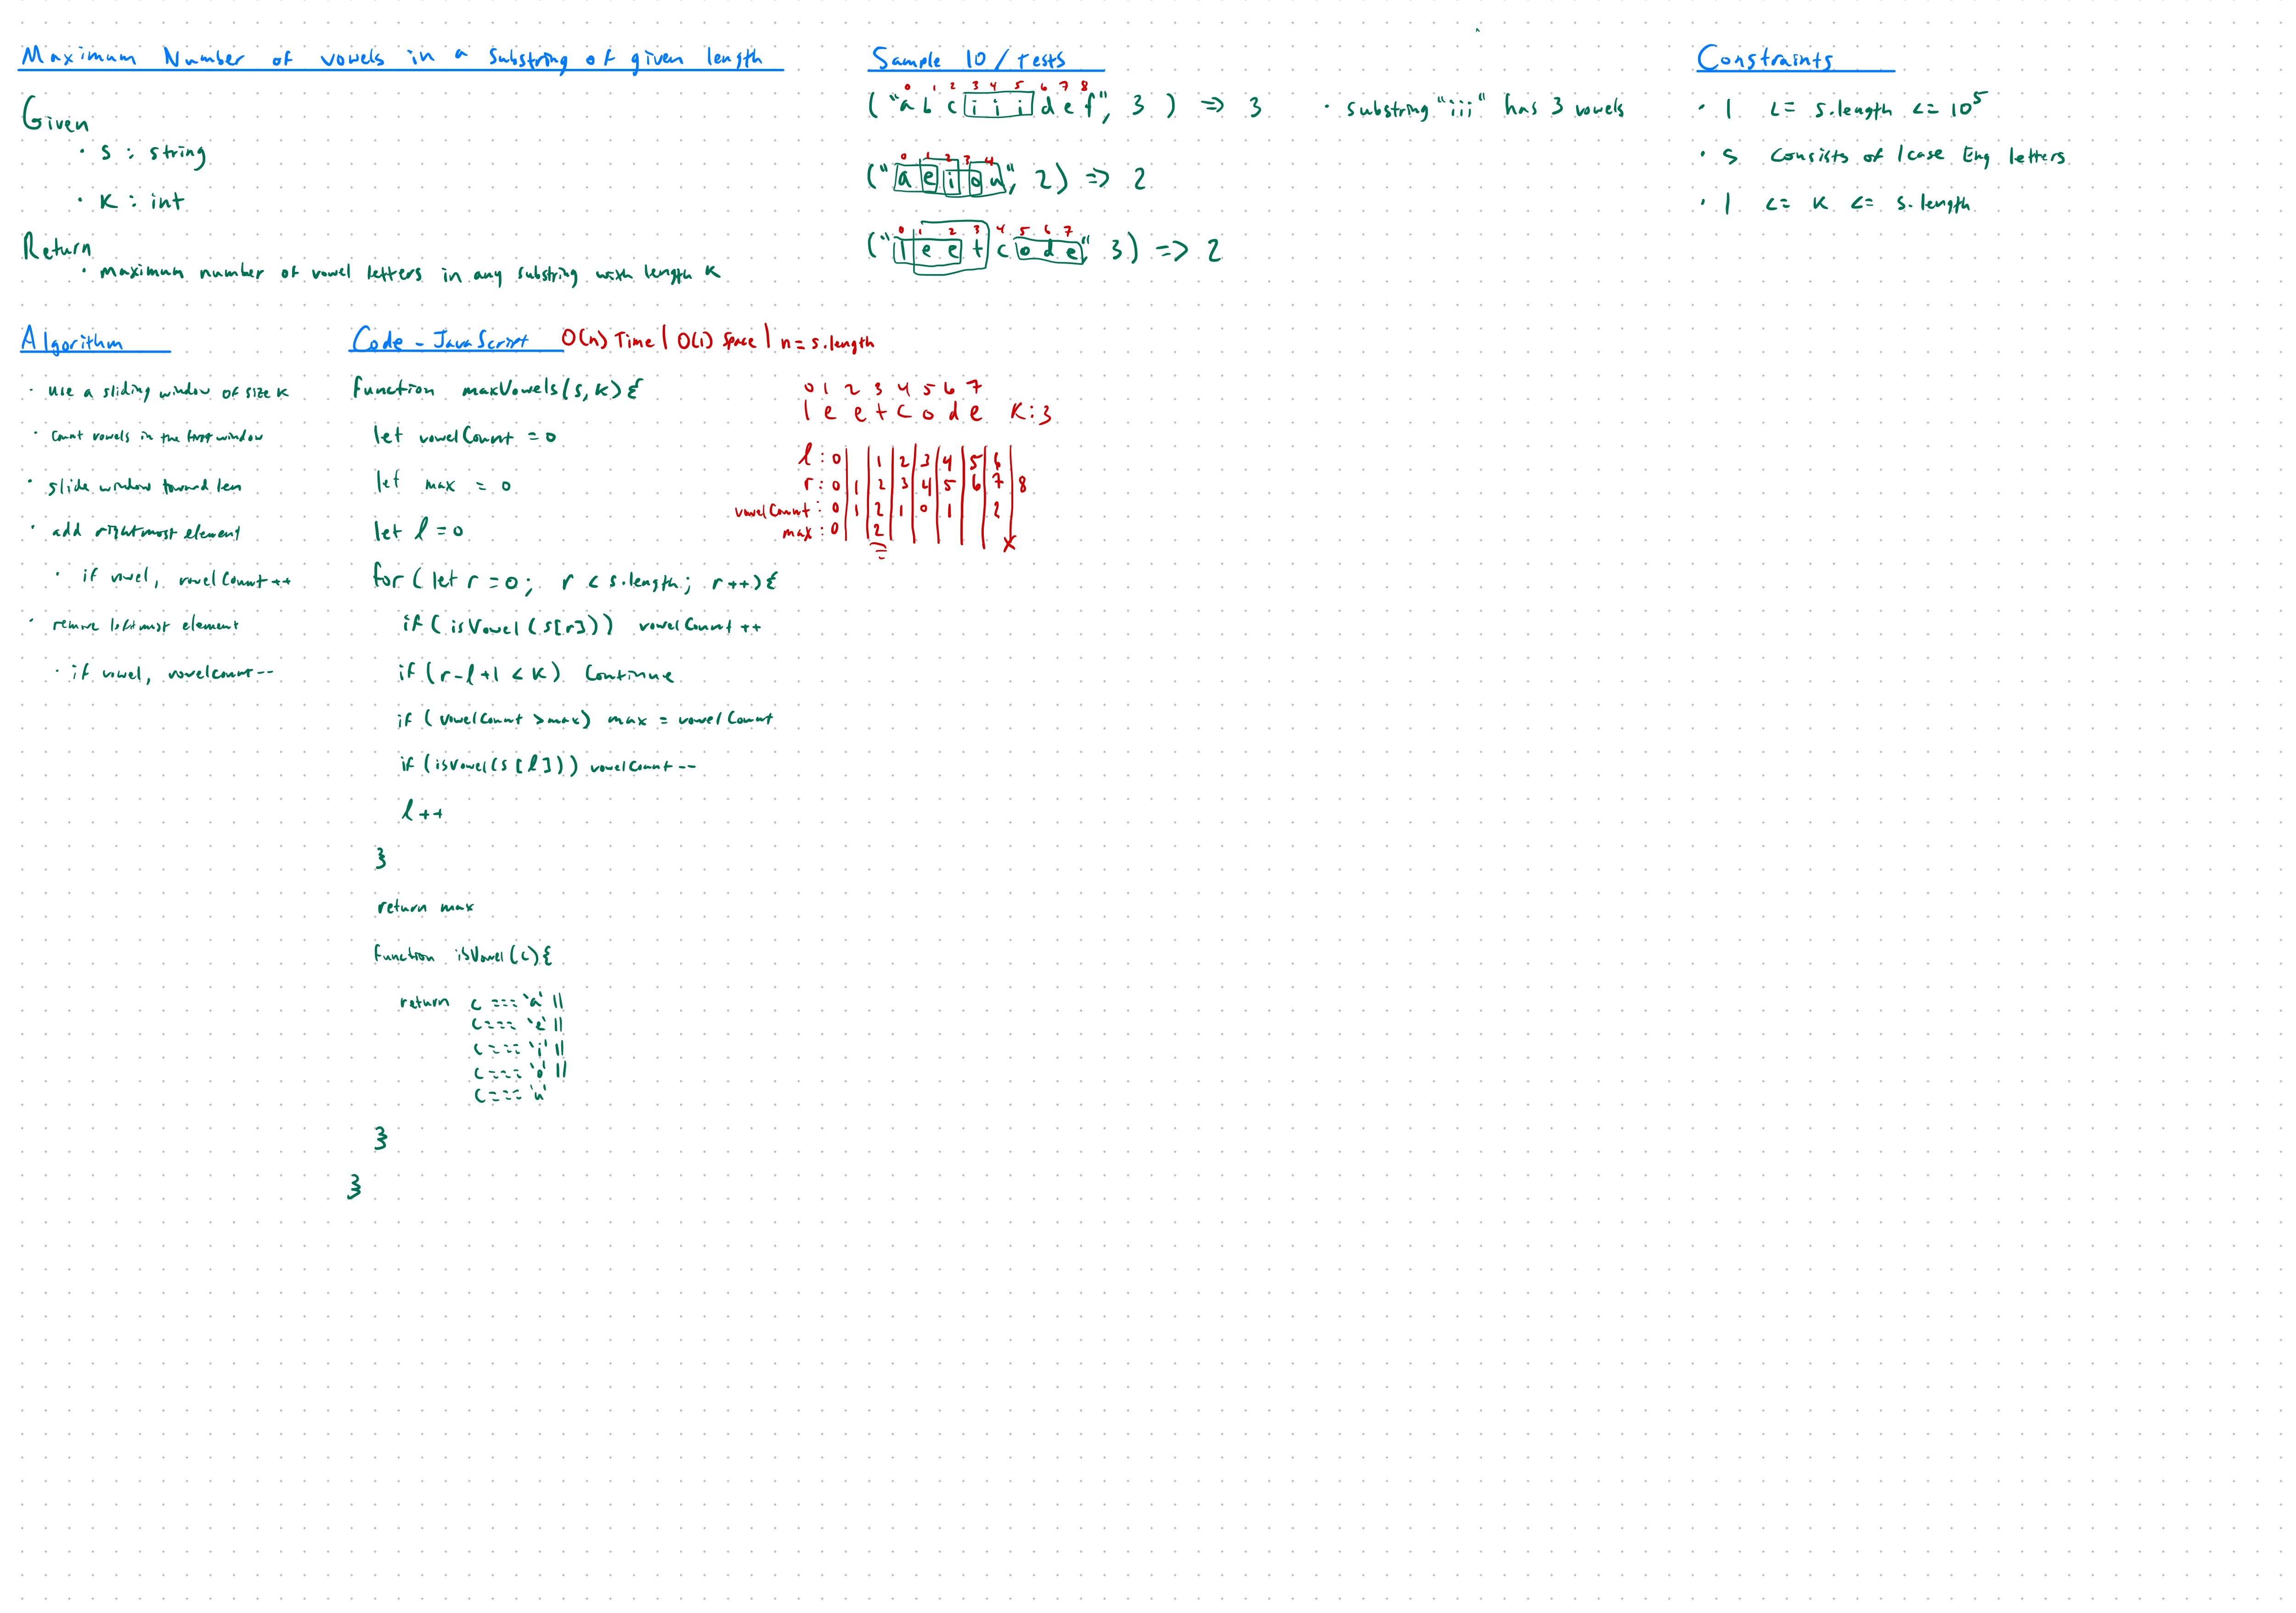 Maximum Number of vowels in a substring of given length
Given
· s : string
· K : int
Return
· maximum number of vowel letters in any substring with length K
Sample IO / tests
0 1 2 3 4 5 6 7 8
("abciiidef", 3) => 3 · substring "iii" has 3 vowels
0 1 2 3 4
("aeiou", 2) => 2
0 1 2 3 4 5 6 7
("leetcode" 3) => 2
Constraints
· 1 <= s.length <= 10⁵
· s consists of lcase Eng letters
· 1 <= K <= s.length
Algorithm
· use a sliding window of size K
· count vowels in the first window
· slide window toward len
· add rightmost element
· if vowel, vowelCount++
· remove leftmost element
· if vowel, vowelcount--
Code - JavaScript O(n) Time | O(1) Space | n = s.length
function maxVowels(s, K){
let vowelCount = 0
let max = 0
let l = 0
for (let r = 0; r < s.length; r++){
if (isVowel(s[r])) vowelCount++
if (r-l+1 < K) continue
if (vowelCount > max) max = vowelCount
if (isVowel(s[l])) vowelCount--
l++
}
return max
function isVowel(c){
return c === 'a' ||
c === 'e' ||
c === 'i' ||
c === 'o' ||
c === 'u'
}
}
0 1 2 3 4 5 6 7
l e e t c o d e K:3
l : 0 | | 1 | 2 | 3 | 4 | 5 | 6 |
r : 0 | 1 | 2 | 3 | 4 | 5 | 6 | 7 | 8
vowelCount : 0 | 1 | 2 | 1 | 0 | 1 | | 2 |
max : 0 | | 2 | | | | | | X